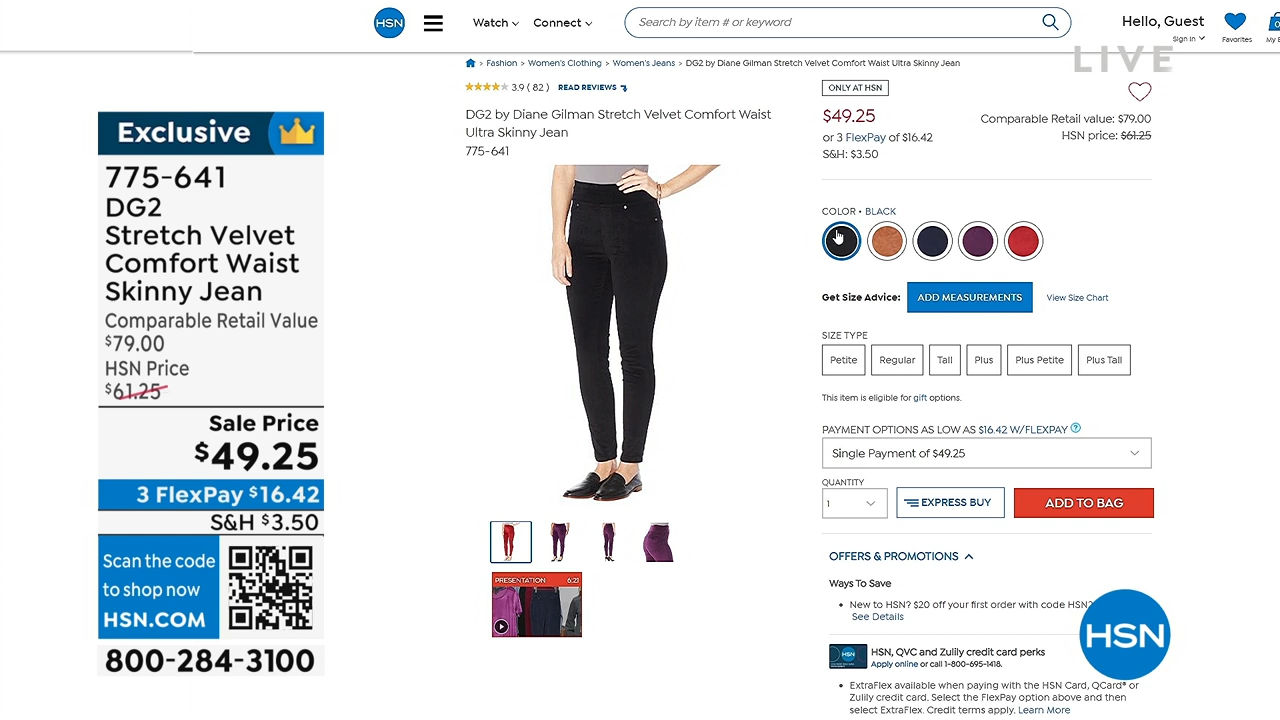 HSN
Watch
Connect
Search by item # or keyword
Hello, Guest
Sign In
Favorites
0
LIVE
> Fashion > Women's Clothing > Women's Jeans > DG2 by Diane Gilman Stretch Velvet Comfort Waist Ultra Skinny Jean
3.9 ( 82 ) READ REVIEWS
DG2 by Diane Gilman Stretch Velvet Comfort Waist
Ultra Skinny Jean
775-641
ONLY AT HSN
$49.25
or 3 FlexPay of $16.42
S&H: $3.50
Comparable Retail value: $79.00
HSN price: $61.25
COLOR • BLACK
Get Size Advice: ADD MEASUREMENTS View Size Chart
SIZE TYPE
Petite Regular Tall Plus Plus Petite Plus Tall
This item is eligible for gift options.
PAYMENT OPTIONS AS LOW AS $16.42 W/FLEXPAY ?
Single Payment of $49.25
QUANTITY
1
EXPRESS BUY
ADD TO BAG
OFFERS & PROMOTIONS
Ways To Save
• New to HSN? $20 off your first order with code HSN2
See Details
HSN
HSN, QVC and Zulily credit card perks
Apply online or call 1-800-695-1418.
• ExtraFlex available when paying with the HSN Card, QCard® or
Zulily credit card. Select the FlexPay option above and then
select ExtraFlex. Credit terms apply. Learn More
HSN
PRESENTATION 6:21
Exclusive
775-641
DG2
Stretch Velvet
Comfort Waist
Skinny Jean
Comparable Retail Value
$79.00
HSN Price
$61.25
Sale Price
$49.25
3 FlexPay $16.42
S&H $3.50
Scan the code
to shop now
HSN.COM
800-284-3100